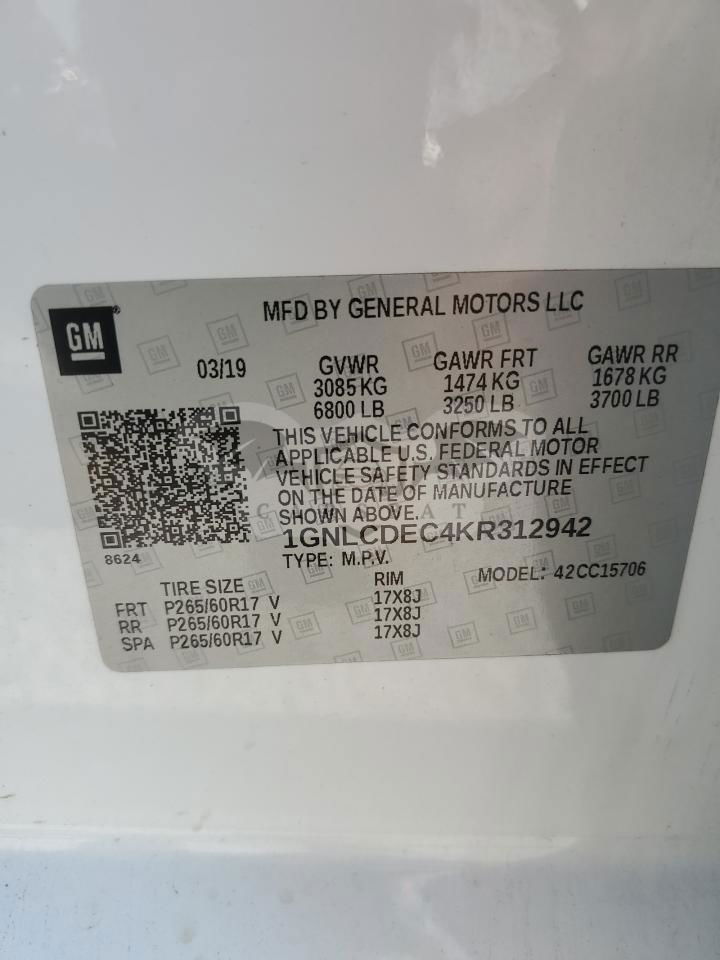 GM
MFD BY GENERAL MOTORS LLC
03/19 GVWR GAWR FRT GAWR RR
3085 KG 1474 KG 1678 KG
6800 LB 3250 LB 3700 LB
THIS VEHICLE CONFORMS TO ALL
APPLICABLE U.S. FEDERAL MOTOR
VEHICLE SAFETY STANDARDS IN EFFECT
ON THE DATE OF MANUFACTURE
SHOWN ABOVE.
8624
1GNLCDEC4KR312942
TYPE: M.P.V. MODEL: 42CC15706
TIRE SIZE RIM
FRT P265/60R17 V 17X8J
RR P265/60R17 V 17X8J
SPA P265/60R17 V 17X8J